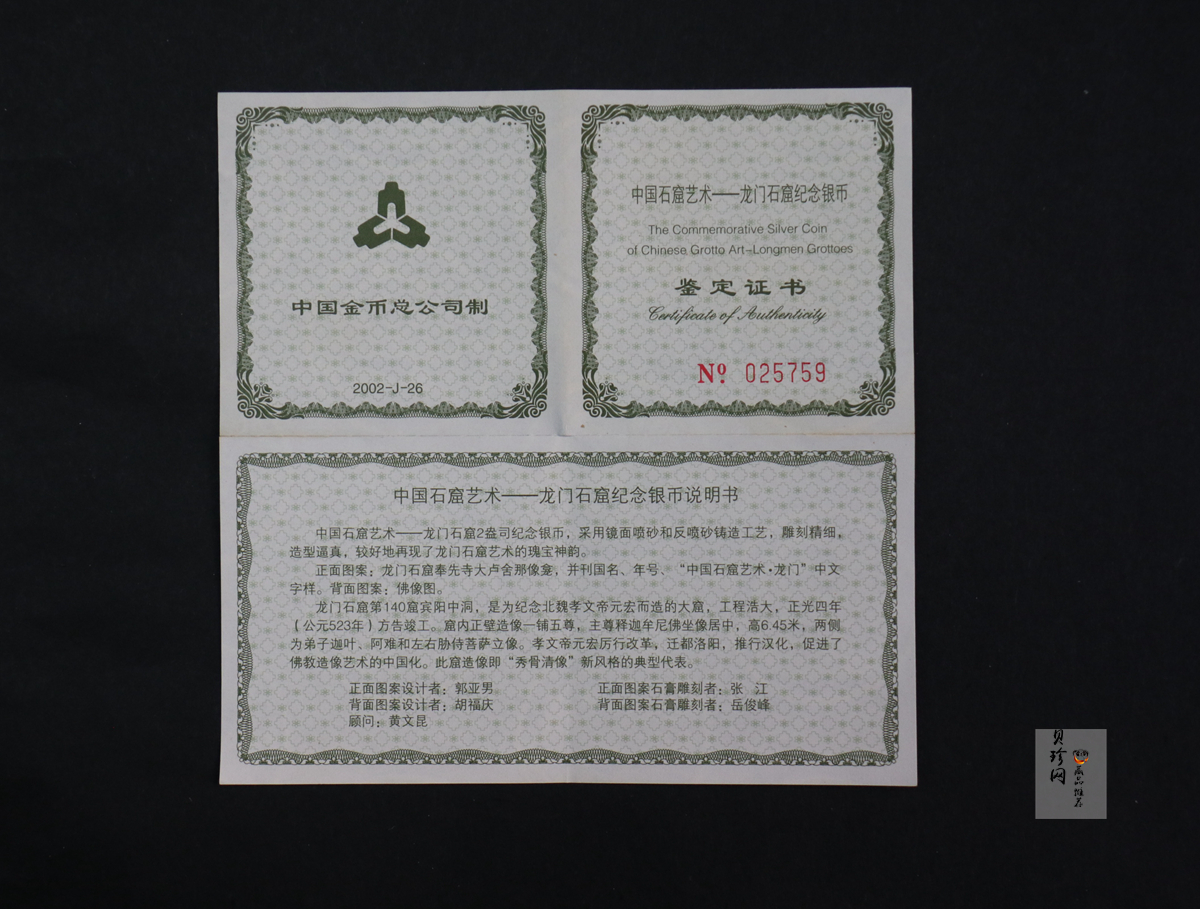 中国金币总公司制
2002-J-26
中国石窟艺术——龙门石窟纪念银币
The Commemorative Silver Coin
of Chinese Grotto Art-Longmen Grottoes
鉴定证书
Certificate of Authenticity
Nº 025759
中国石窟艺术——龙门石窟纪念银币说明书
中国石窟艺术——龙门石窟2盎司纪念银币，采用镜面喷砂和反喷砂铸造工艺，雕刻精细，
造型逼真，较好地再现了龙门石窟艺术的瑰宝神韵。
正面图案：龙门石窟奉先寺大卢舍那像龛，并刊国名、年号、“中国石窟艺术·龙门”中文
字样。背面图案：佛像图。
龙门石窟第140窟宾阳中洞，是为纪念北魏孝文帝元宏而造的大窟，工程浩大，正光四年
（公元523年）方告竣工。窟内正壁造像一铺五尊，主尊释迦牟尼佛坐像居中，高6.45米，两侧
为弟子迦叶、阿难和左右胁侍菩萨立像。孝文帝元宏厉行改革，迁都洛阳，推行汉化，促进了
佛教造像艺术的中国化。此窟造像即“秀骨清像”新风格的典型代表。
正面图案设计者：郭亚男 正面图案石膏雕刻者：张 江
背面图案设计者：胡福庆 背面图案石膏雕刻者：岳俊峰
顾问：黄文昆
贝珍网
藏品推荐